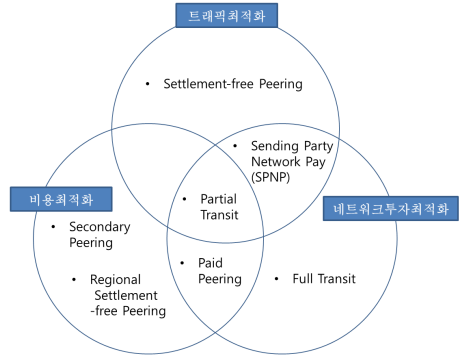 트래픽최적화
• Settlement-free Peering
• Sending Party
Network Pay
(SPNP)
비용최적화
• Partial
Transit
네트워크투자최적화
• Secondary
Peering
• Paid
Peering
• Regional
Settlement
-free Peering
• Full Transit